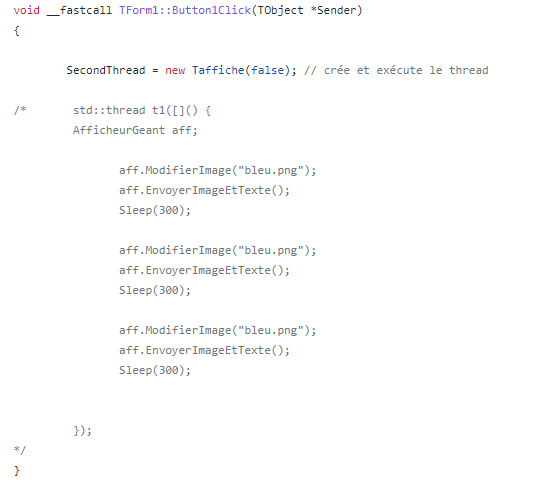 void __fastcall TForm1::Button1Click(TObject *Sender)
{
SecondThread = new Taffiche(false); // crée et exécute le thread
/* std::thread t1([]() {
AfficheurGeant aff;
aff.ModifierImage("bleu.png");
aff.EnvoyerImageEtTexte();
Sleep(300);
aff.ModifierImage("bleu.png");
aff.EnvoyerImageEtTexte();
Sleep(300);
aff.ModifierImage("bleu.png");
aff.EnvoyerImageEtTexte();
Sleep(300);
});
*/
}